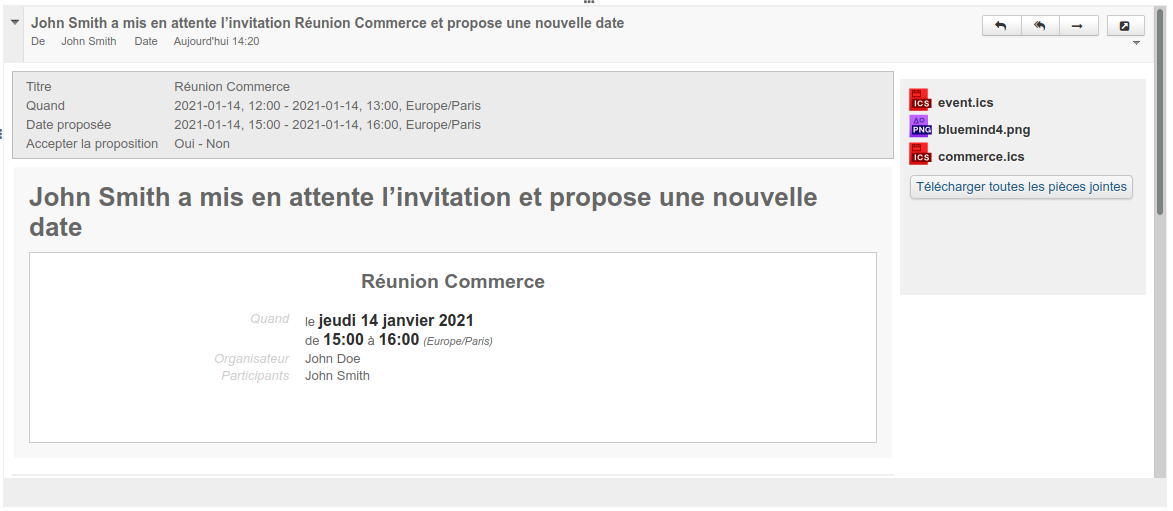 John Smith a mis en attente l’invitation Réunion Commerce et propose une nouvelle date
De John Smith Date Aujourd'hui 14:20
Titre Réunion Commerce
Quand 2021-01-14, 12:00 - 2021-01-14, 13:00, Europe/Paris
Date proposée 2021-01-14, 15:00 - 2021-01-14, 16:00, Europe/Paris
Accepter la proposition Oui - Non
John Smith a mis en attente l’invitation et propose une nouvelle
date
Réunion Commerce
Quand le jeudi 14 janvier 2021
de 15:00 à 16:00 (Europe/Paris)
Organisateur John Doe
Participants John Smith
ICS event.ics
PNG bluemind4.png
ICS commerce.ics
Télécharger toutes les pièces jointes